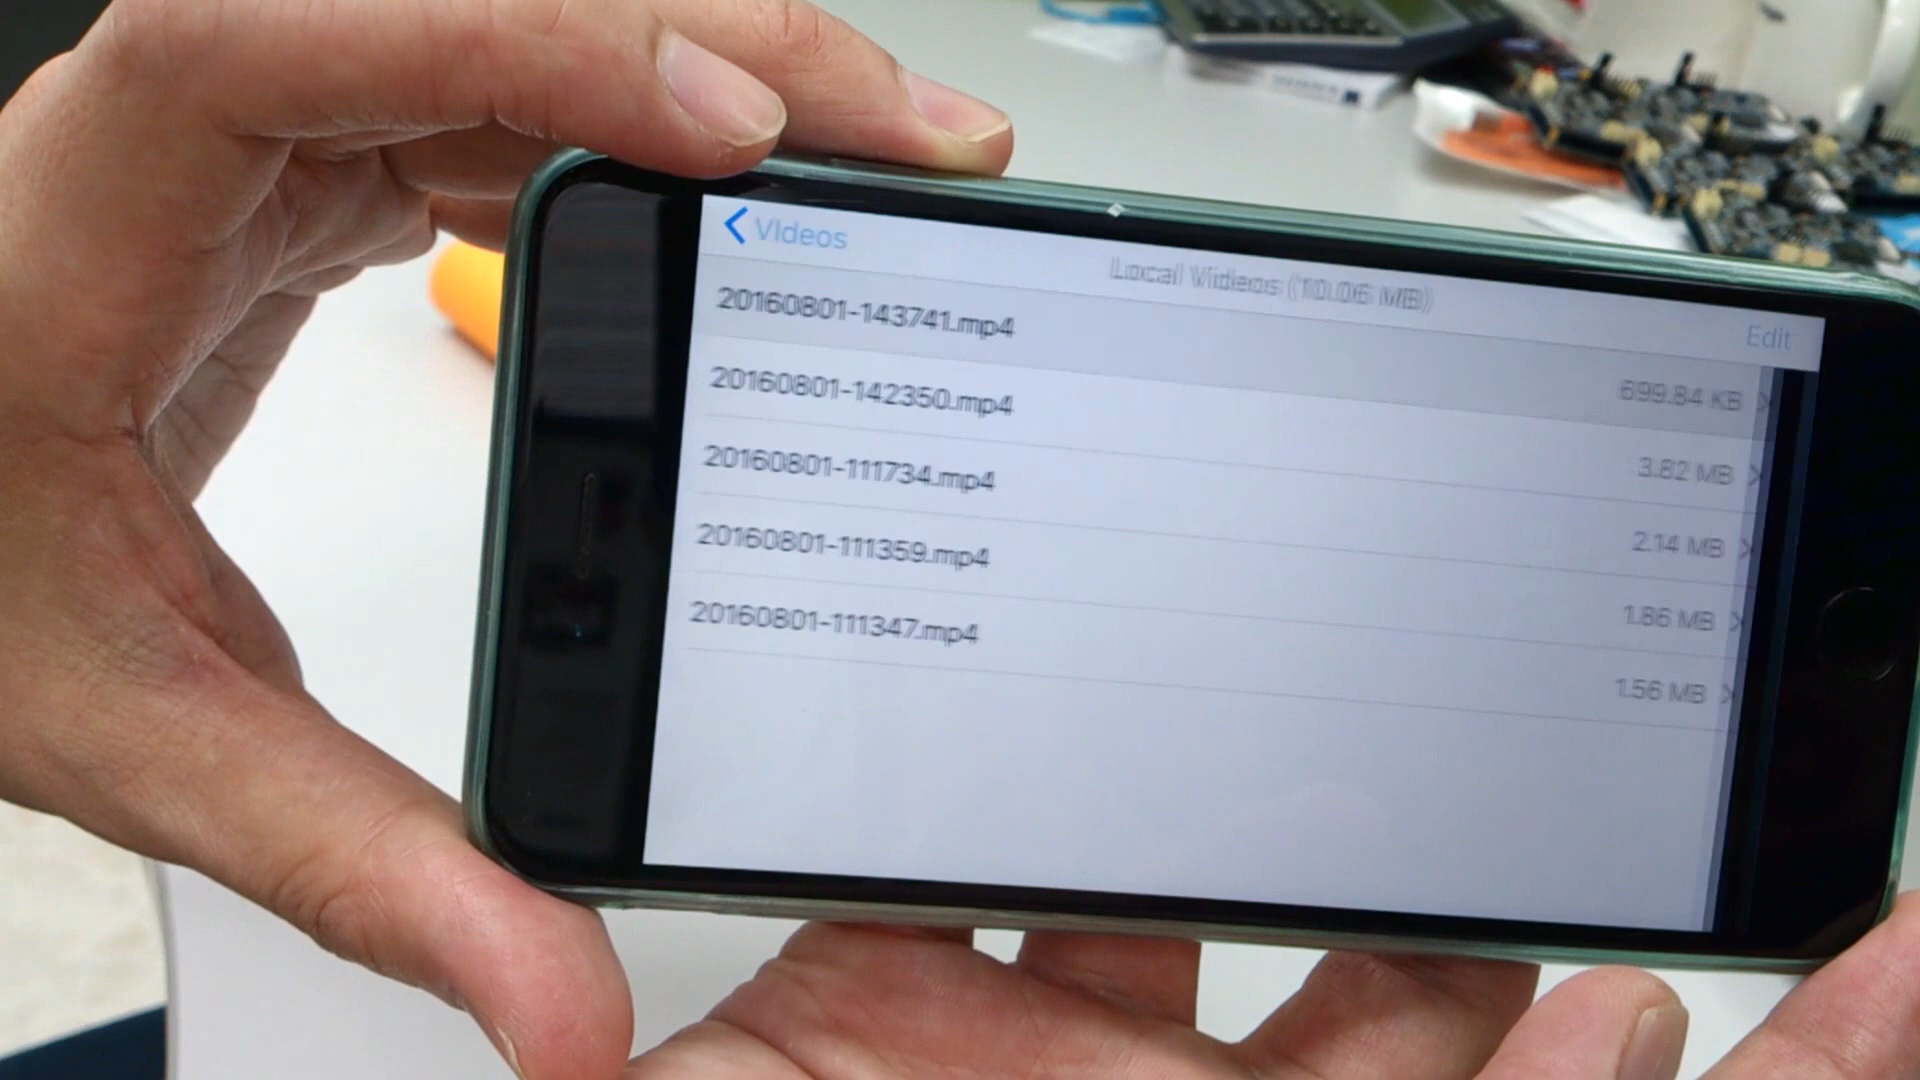 VIdeos
Local Videos (10.06 MB)
Edit
20160801-143741.mp4 699.84 KB
20160801-142350.mp4 3.82 MB
20160801-111734.mp4 2.14 MB
20160801-111359.mp4 1.86 MB
20160801-111347.mp4 1.56 MB